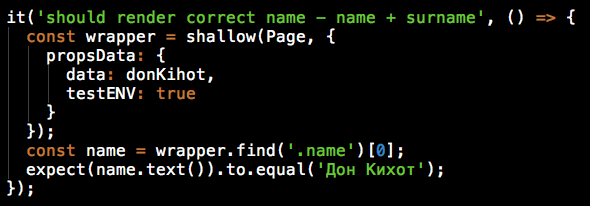 it('should render correct name - name + surname', () => {
  const wrapper = shallow(Page, {
    propsData: {
      data: donKihot,
      testENV: true
    }
  });
  const name = wrapper.find('.name')[0];
  expect(name.text()).to.equal('Дон Кихот');
});